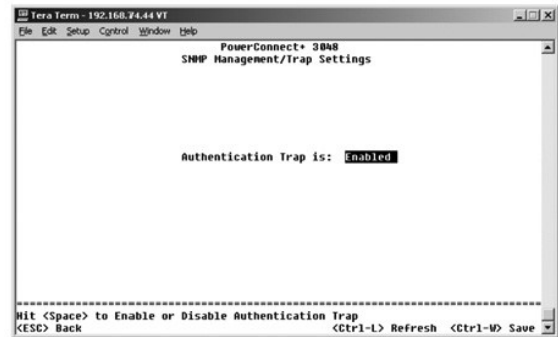 Tera Term - 192.168.74.44 VT
File Edit Setup Control Window Help
PowerConnect+ 3048
SNMP Management/Trap Settings
Authentication Trap is: Enabled
Hit <Space> to Enable or Disable Authentication Trap
<ESC> Back <Ctrl-L> Refresh <Ctrl-W> Save